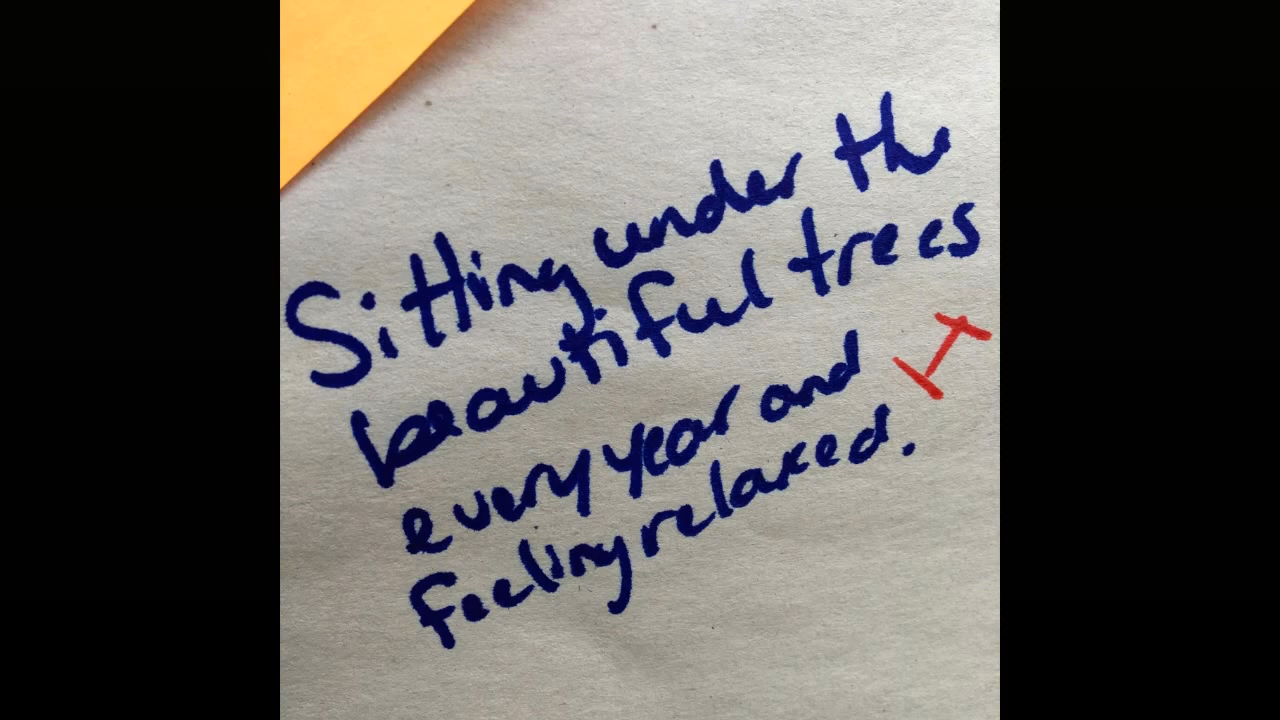 Sitting under the
beautiful trees
every year and
feeling relaxed.